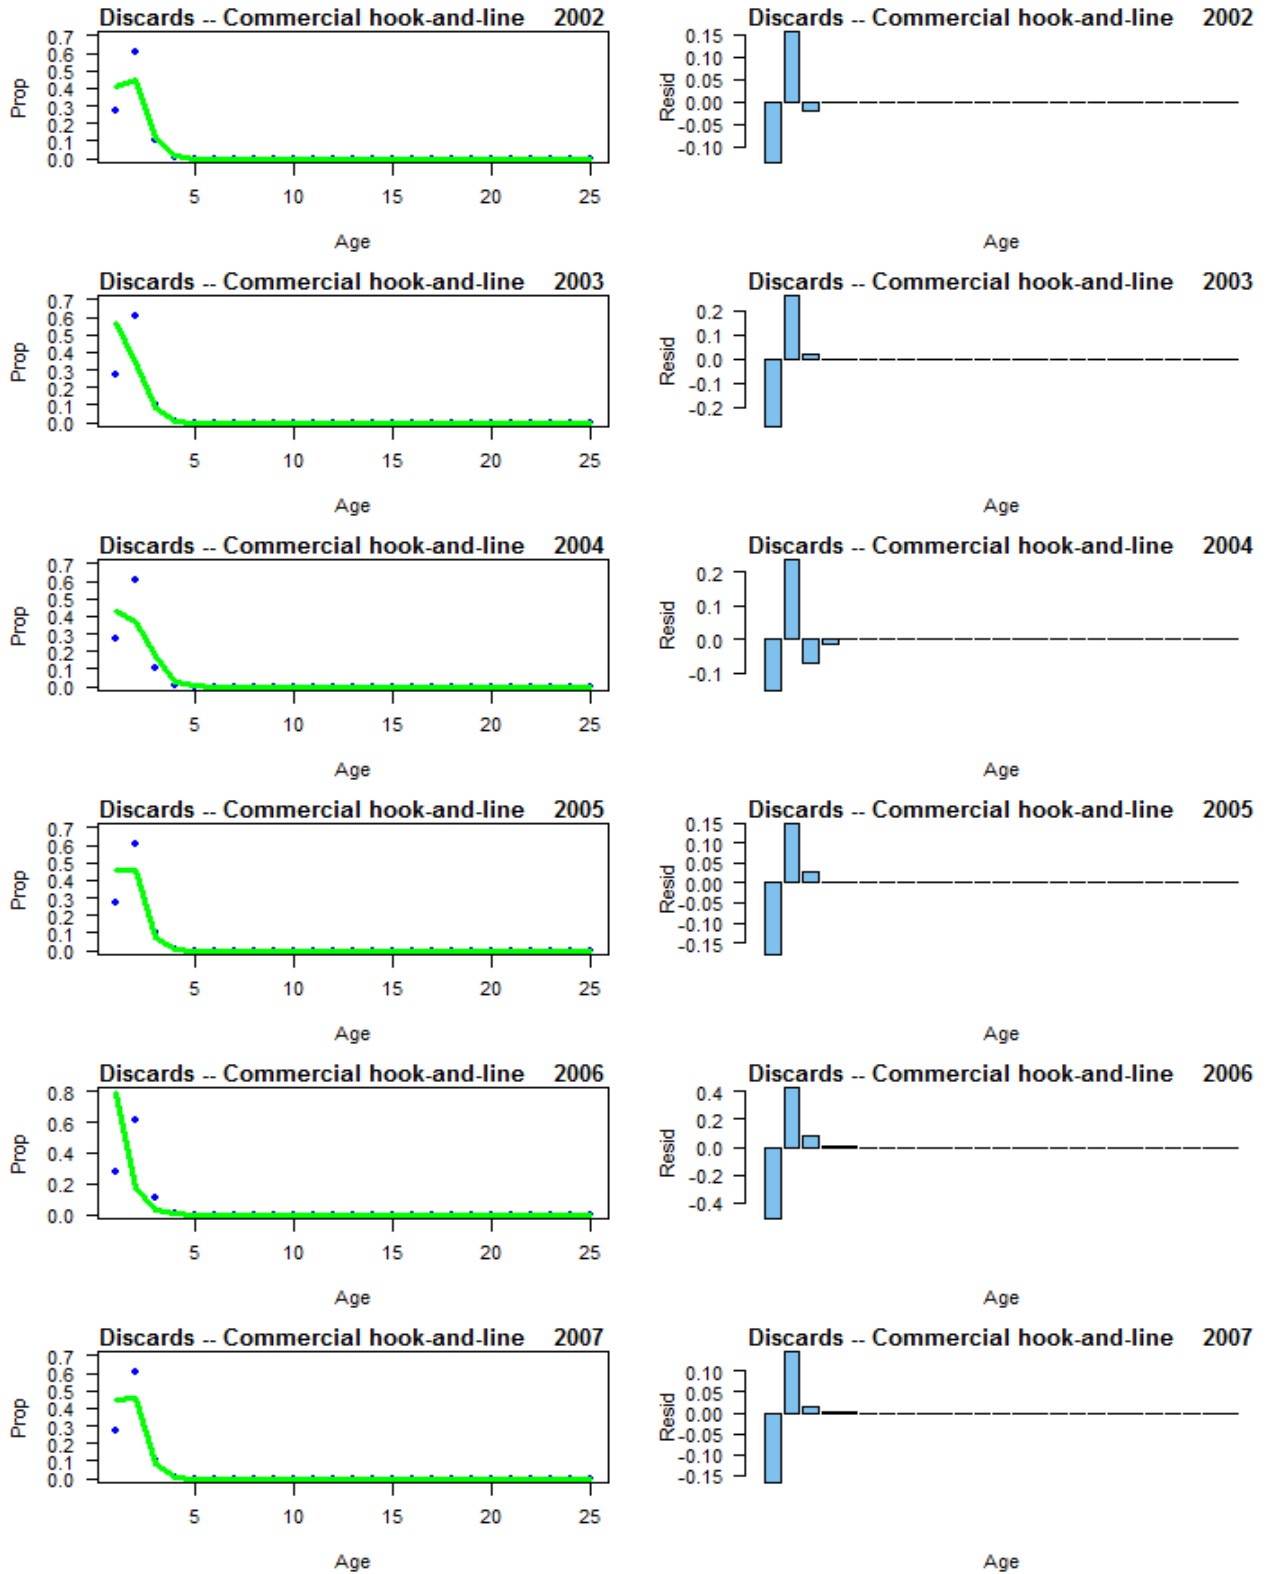 Discards -- Commercial hook-and-line 2002
0.7
0.6
0.5
0.4
0.3
0.2
0.1
0.0
Prop
5 10 15 20 25
Age
Discards -- Commercial hook-and-line 2002
0.15
0.10
0.05
0.00
-0.05
-0.10
Resid
Age
Discards -- Commercial hook-and-line 2003
0.7
0.6
0.5
0.4
0.3
0.2
0.1
0.0
Prop
5 10 15 20 25
Age
Discards -- Commercial hook-and-line 2003
0.2
0.1
0.0
-0.1
-0.2
Resid
Age
Discards -- Commercial hook-and-line 2004
0.7
0.6
0.5
0.4
0.3
0.2
0.1
0.0
Prop
5 10 15 20 25
Age
Discards -- Commercial hook-and-line 2004
0.2
0.1
0.0
-0.1
Resid
Age
Discards -- Commercial hook-and-line 2005
0.7
0.6
0.5
0.4
0.3
0.2
0.1
0.0
Prop
5 10 15 20 25
Age
Discards -- Commercial hook-and-line 2005
0.15
0.10
0.05
0.00
-0.05
-0.10
-0.15
Resid
Age
Discards -- Commercial hook-and-line 2006
0.8
0.6
0.4
0.2
0.0
Prop
5 10 15 20 25
Age
Discards -- Commercial hook-and-line 2006
0.4
0.2
0.0
-0.2
-0.4
Resid
Age
Discards -- Commercial hook-and-line 2007
0.7
0.6
0.5
0.4
0.3
0.2
0.1
0.0
Prop
5 10 15 20 25
Age
Discards -- Commercial hook-and-line 2007
0.10
0.05
0.00
-0.05
-0.10
-0.15
Resid
Age